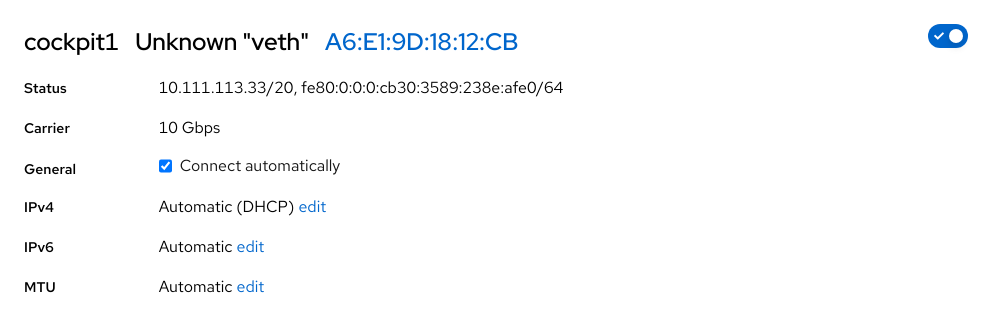 cockpit1 Unknown "veth" A6:E1:9D:18:12:CB
Status 10.111.113.33/20, fe80:0:0:0:cb30:3589:238e:afe0/64
Carrier 10 Gbps
General Connect automatically
IPv4 Automatic (DHCP) edit
IPv6 Automatic edit
MTU Automatic edit